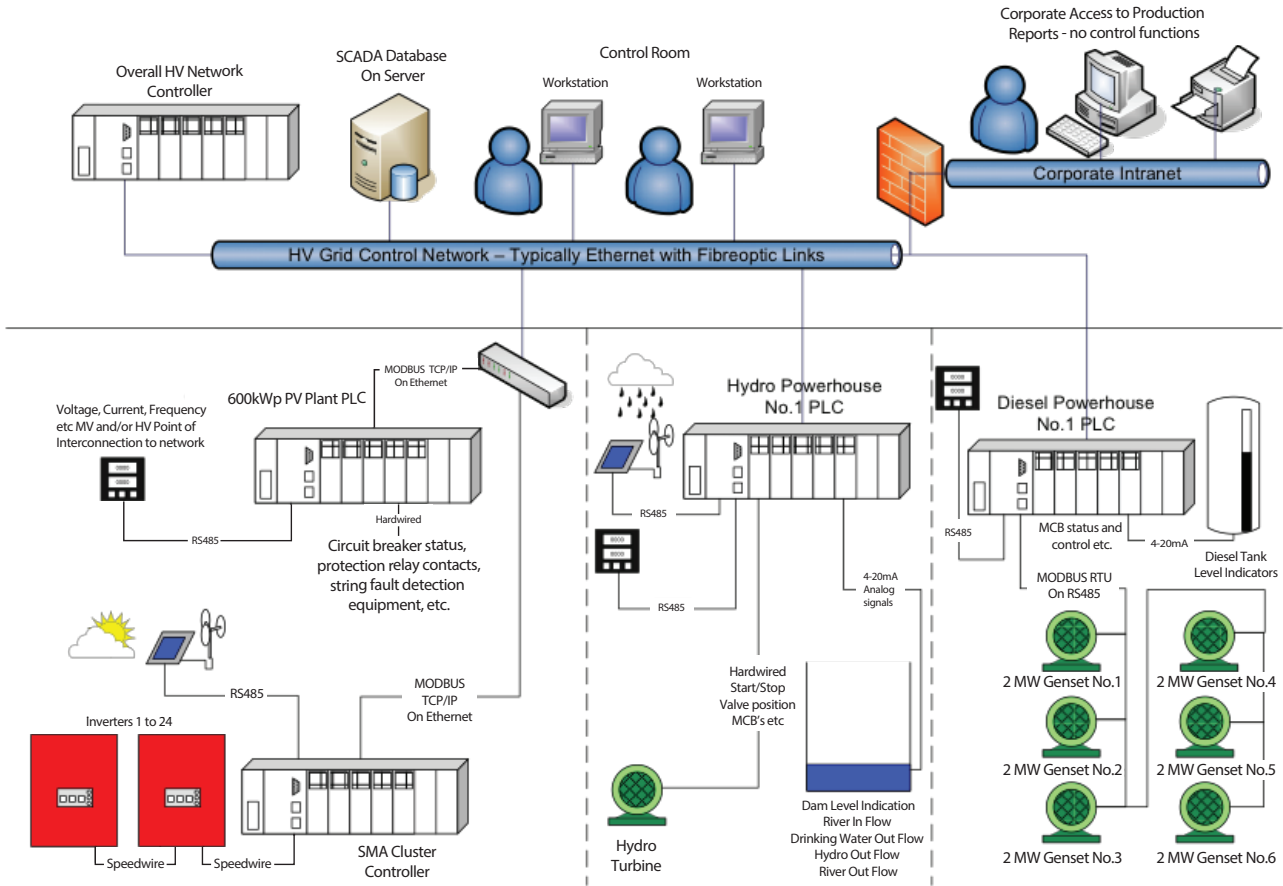 Corporate Access to Production
Reports - no control functions
Control Room
SCADA Database
On Server
Overall HV Network
Controller
Workstation
Workstation
Corporate Intranet
HV Grid Control Network – Typically Ethernet with Fibreoptic Links
MODBUS TCP/IP
On Ethernet
600kWp PV Plant PLC
Voltage, Current, Frequency
etc MV and/or HV Point of
Interconnection to network
RS485
Hardwired
Circuit breaker status,
protection relay contacts,
string fault detection
equipment, etc.
RS485
MODBUS
TCP/IP
On Ethernet
Inverters 1 to 24
Speedwire
Speedwire
SMA Cluster
Controller
Hydro Powerhouse
No.1 PLC
RS485
RS485
4-20mA
Analog
signals
Hardwired
Start/Stop
Valve position
MCB's etc
Hydro
Turbine
Dam Level Indication
River In Flow
Drinking Water Out Flow
Hydro Out Flow
River Out Flow
Diesel Powerhouse
No.1 PLC
RS485
MCB status and
control etc.
4-20mA
Diesel Tank
Level Indicators
MODBUS RTU
On RS485
2 MW Genset No.1
2 MW Genset No.4
2 MW Genset No.2
2 MW Genset No.5
2 MW Genset No.3
2 MW Genset No.6